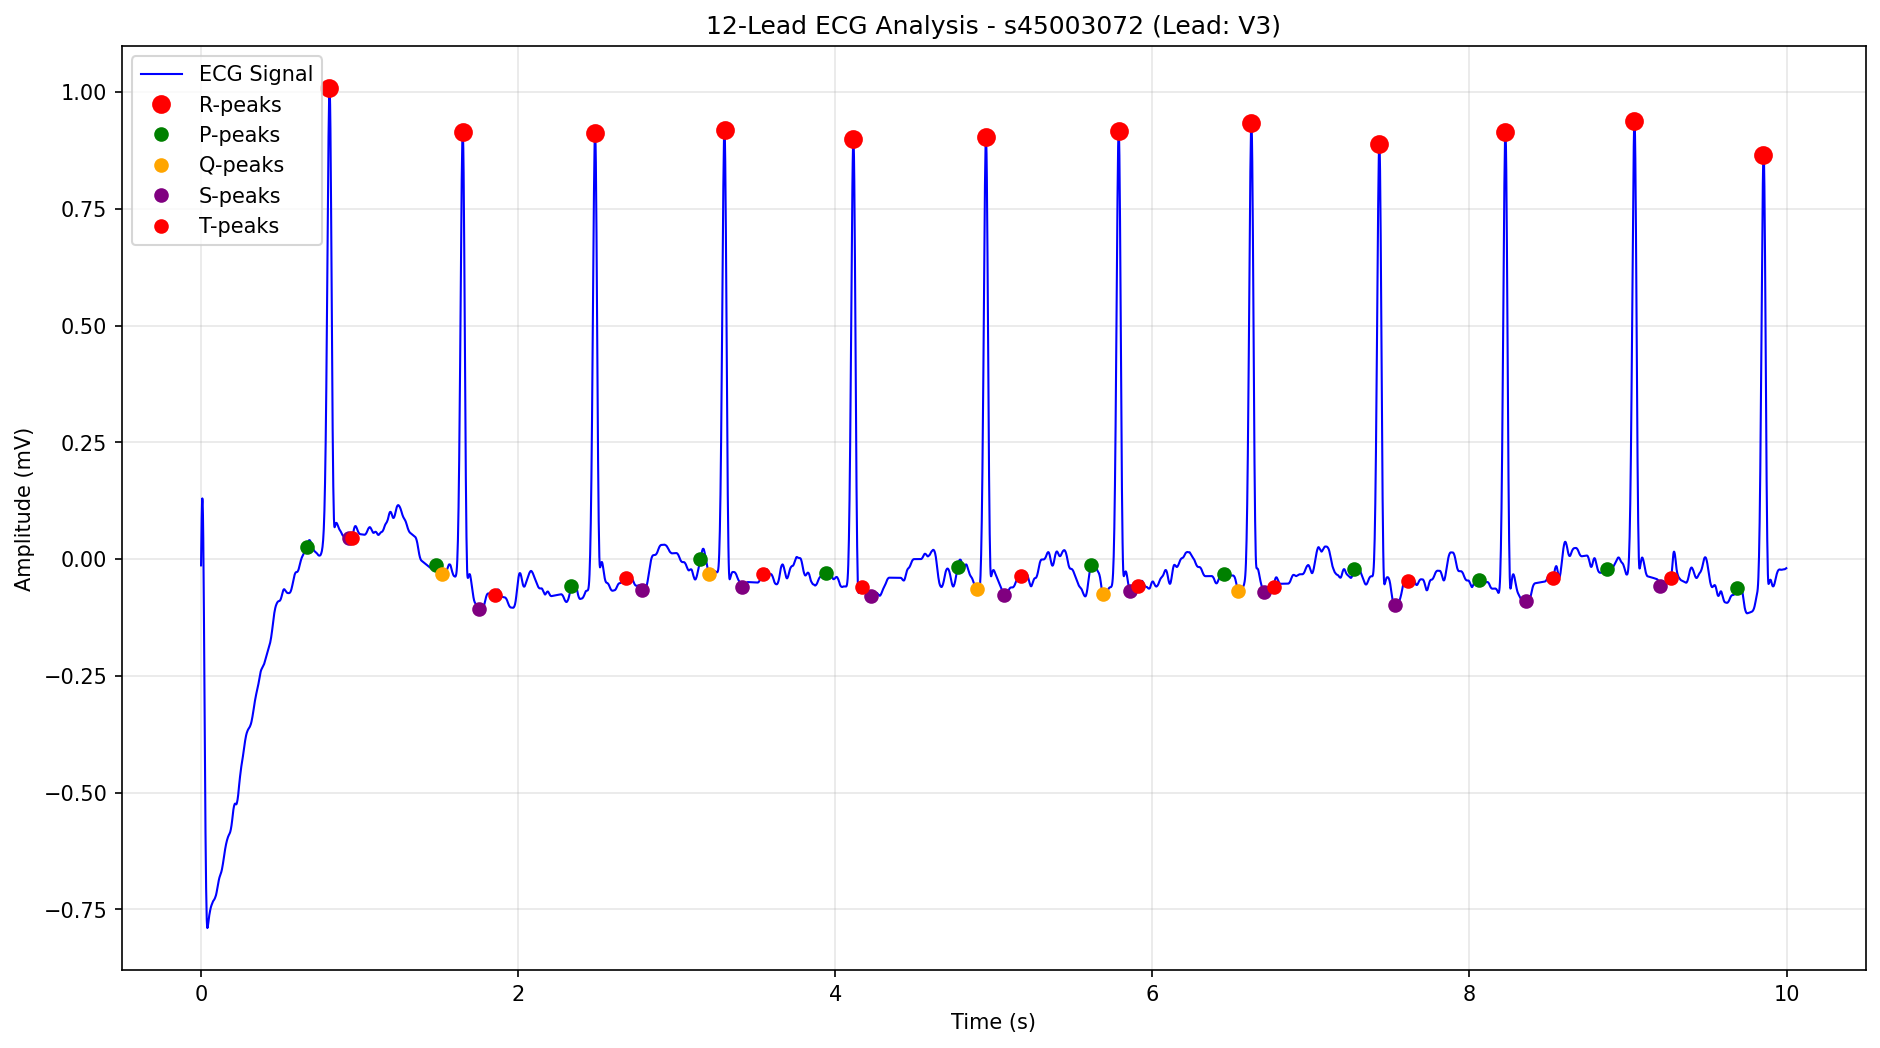 12-Lead ECG Analysis - s45003072 (Lead: V3)
ECG Signal
R-peaks
P-peaks
Q-peaks
S-peaks
T-peaks
1.00
0.75
0.50
0.25
0.00
−0.25
−0.50
−0.75
Amplitude (mV)
0 2 4 6 8 10
Time (s)